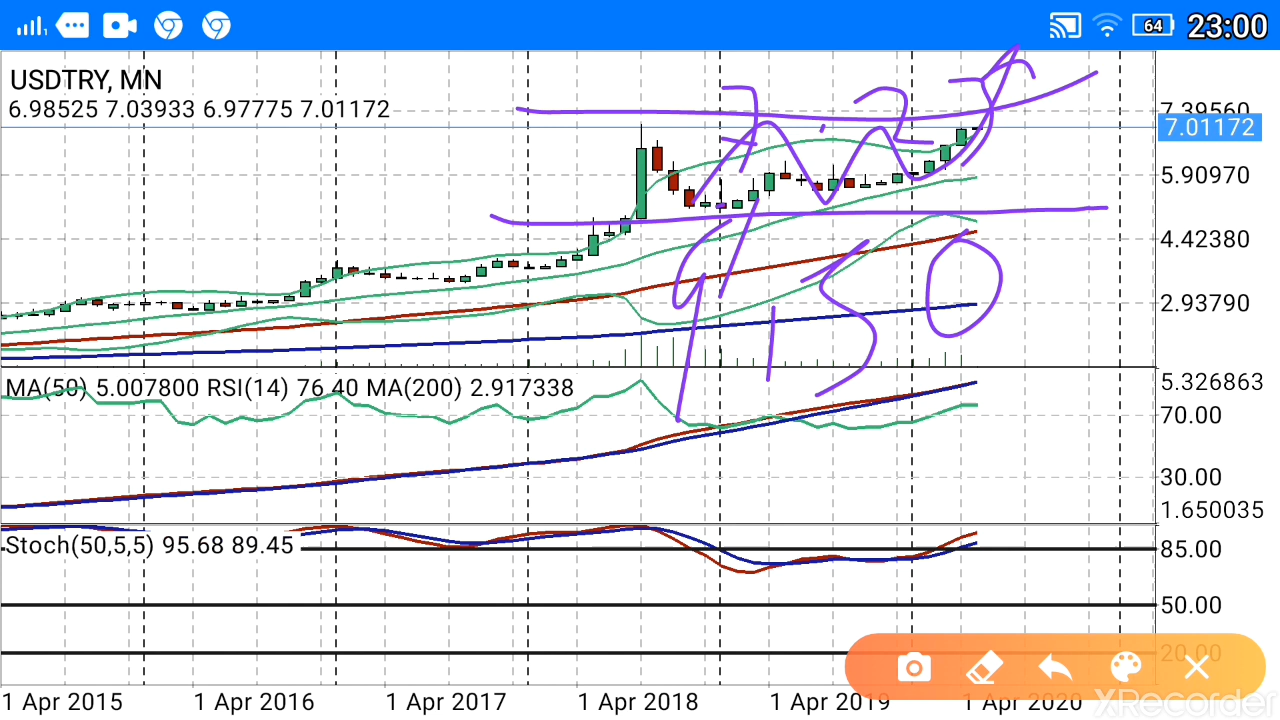 64 23:00
USDTRY, MN
6.98525 7.03933 6.97775 7.01172
7.39560
7.01172
5.90970
4.42380
2.93790
MA(50) 5.007800 RSI(14) 76.40 MA(200) 2.917338
5.326863
70.00
30.00
1.650035
Stoch(50,5,5) 95.68 89.45
85.00
50.00
20.00
1 Apr 2015 1 Apr 2016 1 Apr 2017 1 Apr 2018 1 Apr 2019 1 Apr 2020
XRecorder